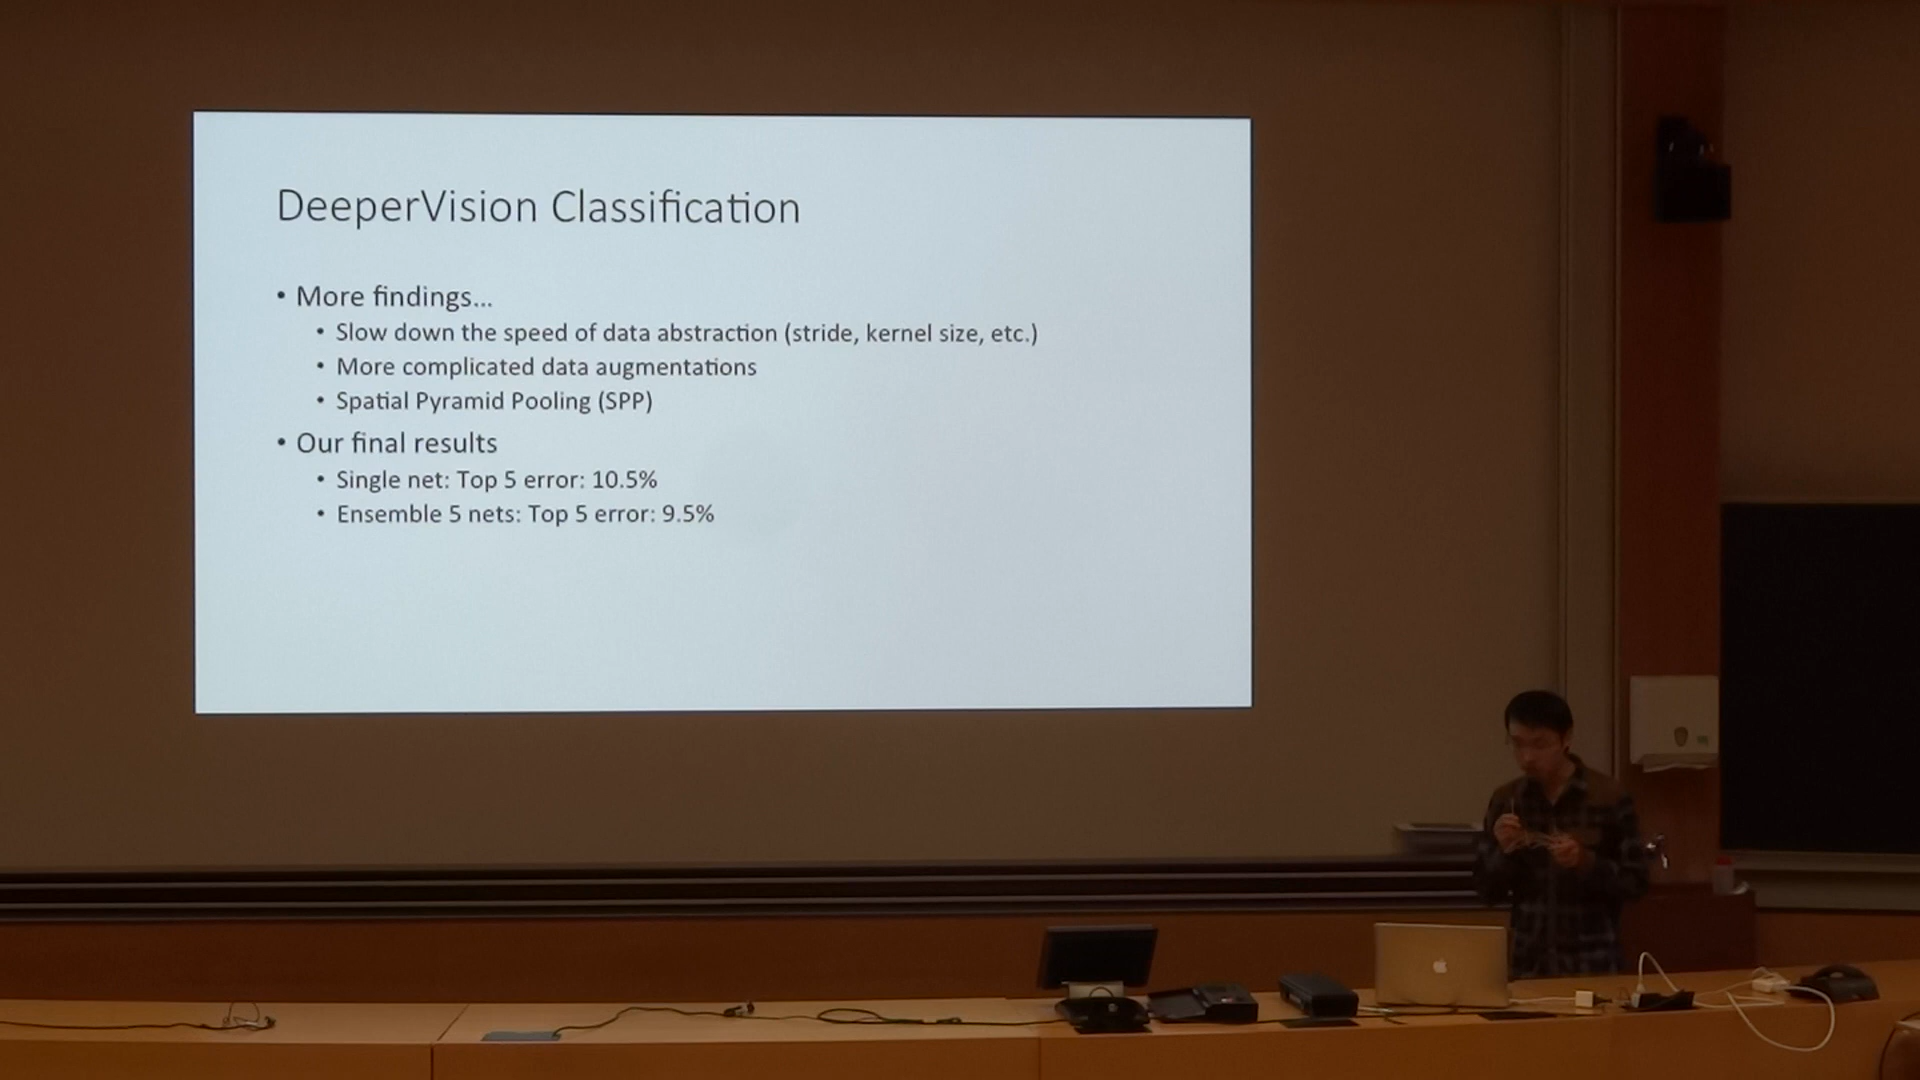 DeeperVision Classification
• More findings...
• Slow down the speed of data abstraction (stride, kernel size, etc.)
• More complicated data augmentations
• Spatial Pyramid Pooling (SPP)
• Our final results
• Single net: Top 5 error: 10.5%
• Ensemble 5 nets: Top 5 error: 9.5%